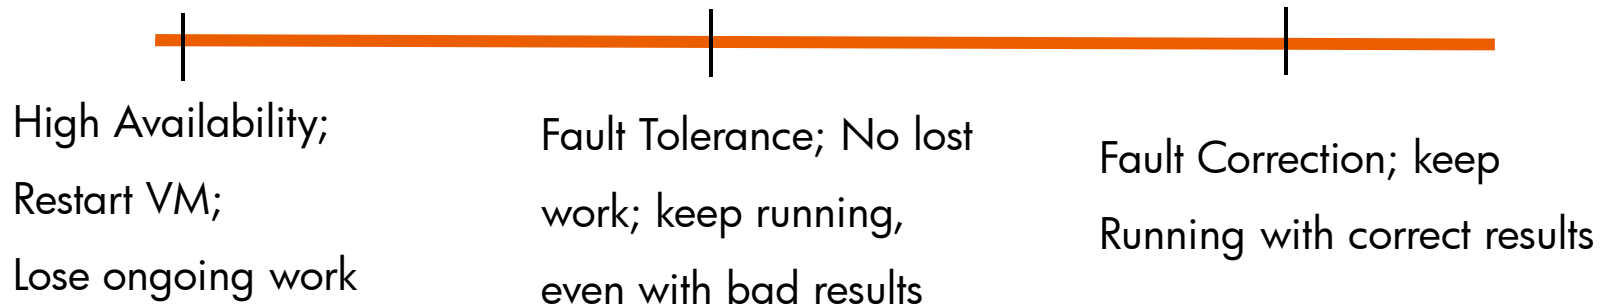 High Availability;
Restart VM;
Lose ongoing work
Fault Tolerance; No lost
work; keep running,
even with bad results
Fault Correction; keep
Running with correct results